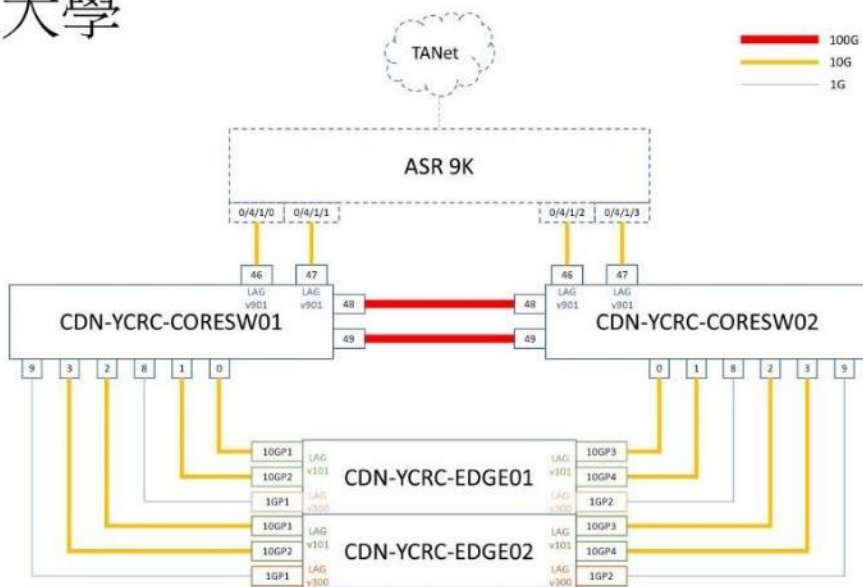 大學
TANet
100G
10G
1G
ASR 9K
0/4/1/0 0/4/1/1 0/4/1/2 0/4/1/3
46 47 46 47
LAG LAG LAG LAG
v901 v901 v901 v901
48 48
CDN-YCRC-CORESW01 CDN-YCRC-CORESW02
49 49
9 3 2 8 1 0 0 1 8 2 3 9
10GP1 LAG LAG 10GP3
v101 v101
10GP2 CDN-YCRC-EDGE01 10GP4
1GP1 LAG LAG 1GP2
v300 v300
10GP1 LAG LAG 10GP3
v101 v101
10GP2 CDN-YCRC-EDGE02 10GP4
1GP1 LAG LAG 1GP2
v300 v300